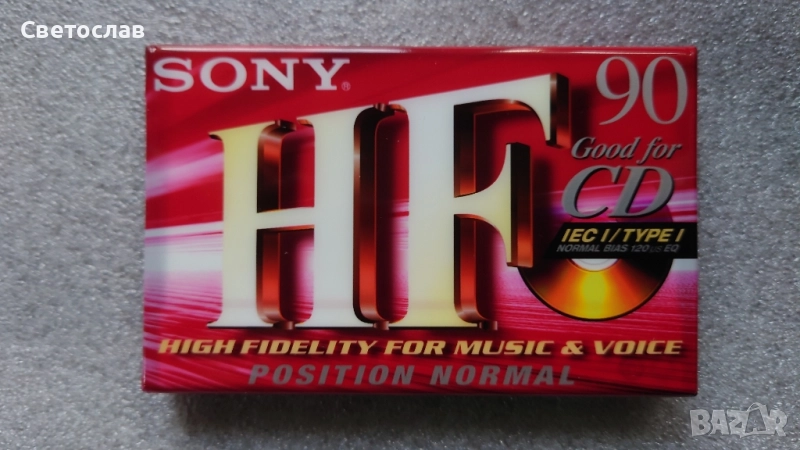 Светослав
SONY®
90
HF
Good for
CD
IEC I/TYPE I
NORMAL BIAS 120μs EQ
HIGH FIDELITY FOR MUSIC & VOICE
POSITION NORMAL
BAZAR